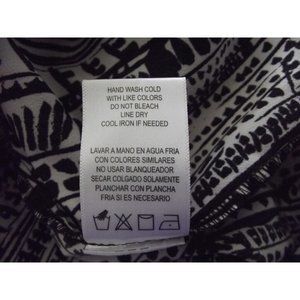 HAND WASH COLD
WITH LIKE COLORS
DO NOT BLEACH
LINE DRY
COOL IRON IF NEEDED
LAVAR A MANO EN AGUA FRIA
CON COLORES SIMILARES
NO USAR BLANQUEADOR
SECAR COLGADO SOLAMENTE
PLANCHAR CON PLANCHA
FRIA SI ES NECESARIO